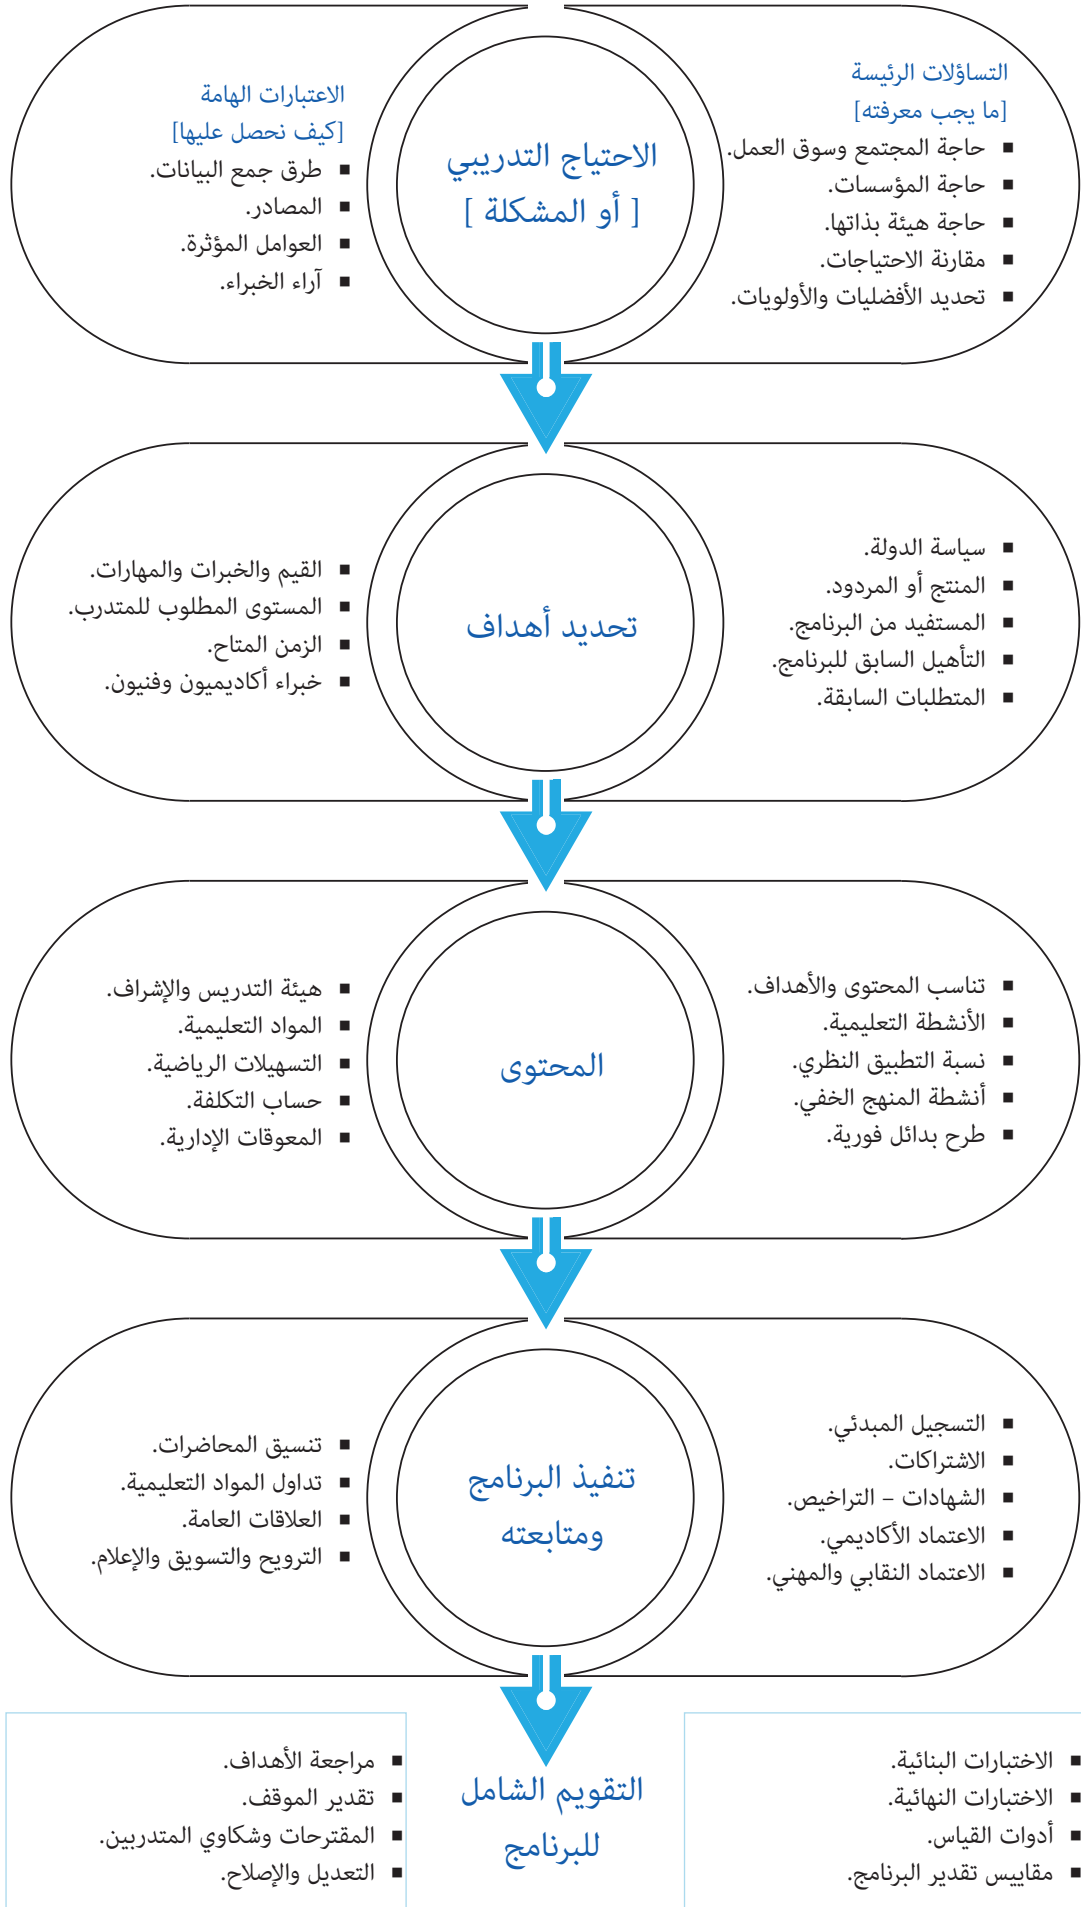 التساؤلات الرئيسة
[ما يجب معرفته]
▪ حاجة المجتمع وسوق العمل.
▪ حاجة المؤسسات.
▪ حاجة هيئة بذاتها.
▪ مقارنة الاحتياجات.
▪ تحديد الأفضليات والأولويات.
الاحتياج التدريبي
[ أو المشكلة ]
الاعتبارات الهامة
[كيف نحصل عليها]
▪ طرق جمع البيانات.
▪ المصادر.
▪ العوامل المؤثرة.
▪ آراء الخبراء.
▪ سياسة الدولة.
▪ المنتج أو المردود.
▪ المستفيد من البرنامج.
▪ التأهيل السابق للبرنامج.
▪ المتطلبات السابقة.
تحديد أهداف
▪ القيم والخبرات والمهارات.
▪ المستوى المطلوب للمتدرب.
▪ الزمن المتاح.
▪ خبراء أكاديميون وفنيون.
▪ تناسب المحتوى والأهداف.
▪ الأنشطة التعليمية.
▪ نسبة التطبيق النظري.
▪ أنشطة المنهج الخفي.
▪ طرح بدائل فورية.
المحتوى
▪ هيئة التدريس والإشراف.
▪ المواد التعليمية.
▪ التسهيلات الرياضية.
▪ حساب التكلفة.
▪ المعوقات الإدارية.
▪ التسجيل المبدئي.
▪ الاشتراكات.
▪ الشهادات – التراخيص.
▪ الاعتماد الأكاديمي.
▪ الاعتماد النقابي والمهني.
تنفيذ البرنامج
ومتابعته
▪ تنسيق المحاضرات.
▪ تداول المواد التعليمية.
▪ العلاقات العامة.
▪ الترويح والتسويق والإعلام.
▪ الاختبارات البنائية.
▪ الاختبارات النهائية.
▪ أدوات القياس.
▪ مقاييس تقدير البرنامج.
التقويم الشامل
للبرنامج
▪ مراجعة الأهداف.
▪ تقدير الموقف.
▪ المقترحات وشكاوي المتدربين.
▪ التعديل والإصلاح.